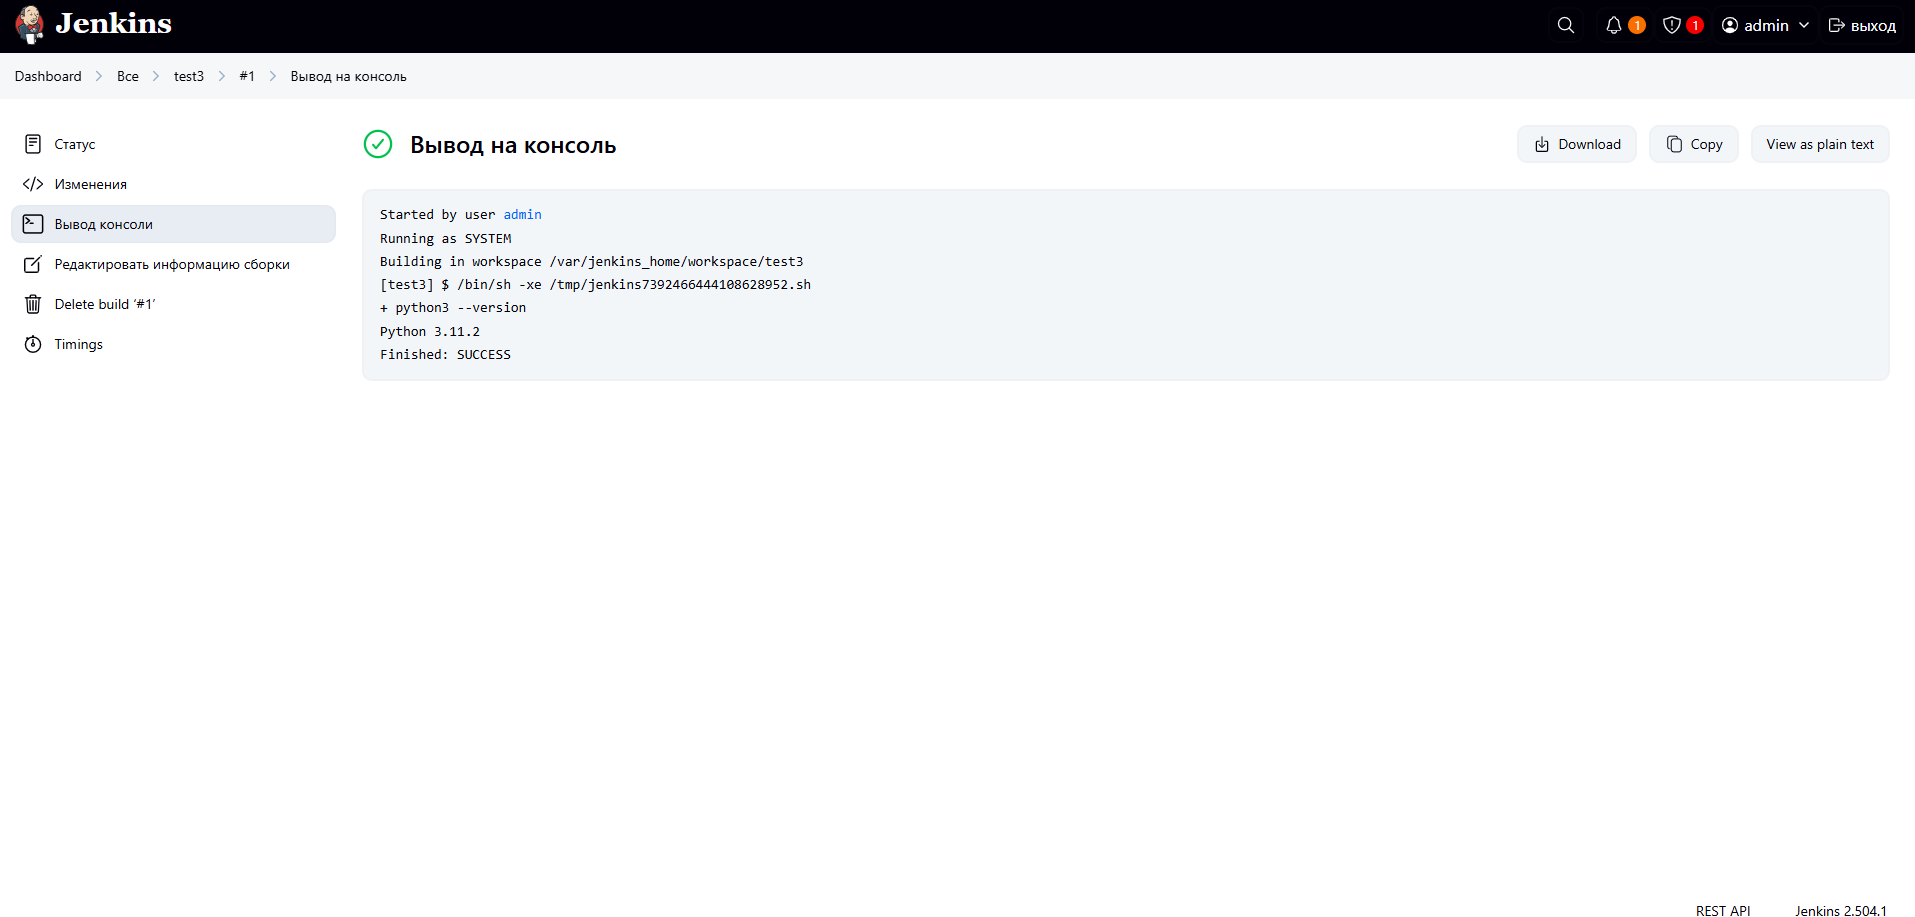 Jenkins
1
1
admin
выход
Dashboard
Все
test3
#1
Вывод на консоль
Статус
Изменения
Вывод консоли
Редактировать информацию сборки
Delete build ‘#1’
Timings
Вывод на консоль
Download
Copy
View as plain text
Started by user admin
Running as SYSTEM
Building in workspace /var/jenkins_home/workspace/test3
[test3] $ /bin/sh -xe /tmp/jenkins7392466444108628952.sh
+ python3 --version
Python 3.11.2
Finished: SUCCESS
REST API
Jenkins 2.504.1